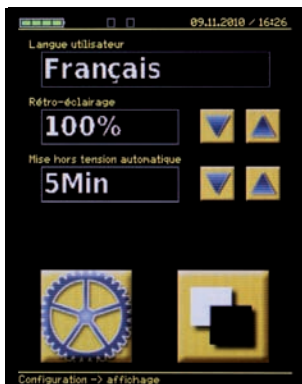 09.11.2010 / 16:26
Langue utilisateur
Français
Rétro-éclairage
100%
Mise hors tension automatique
5Min
Configuration -> affichage